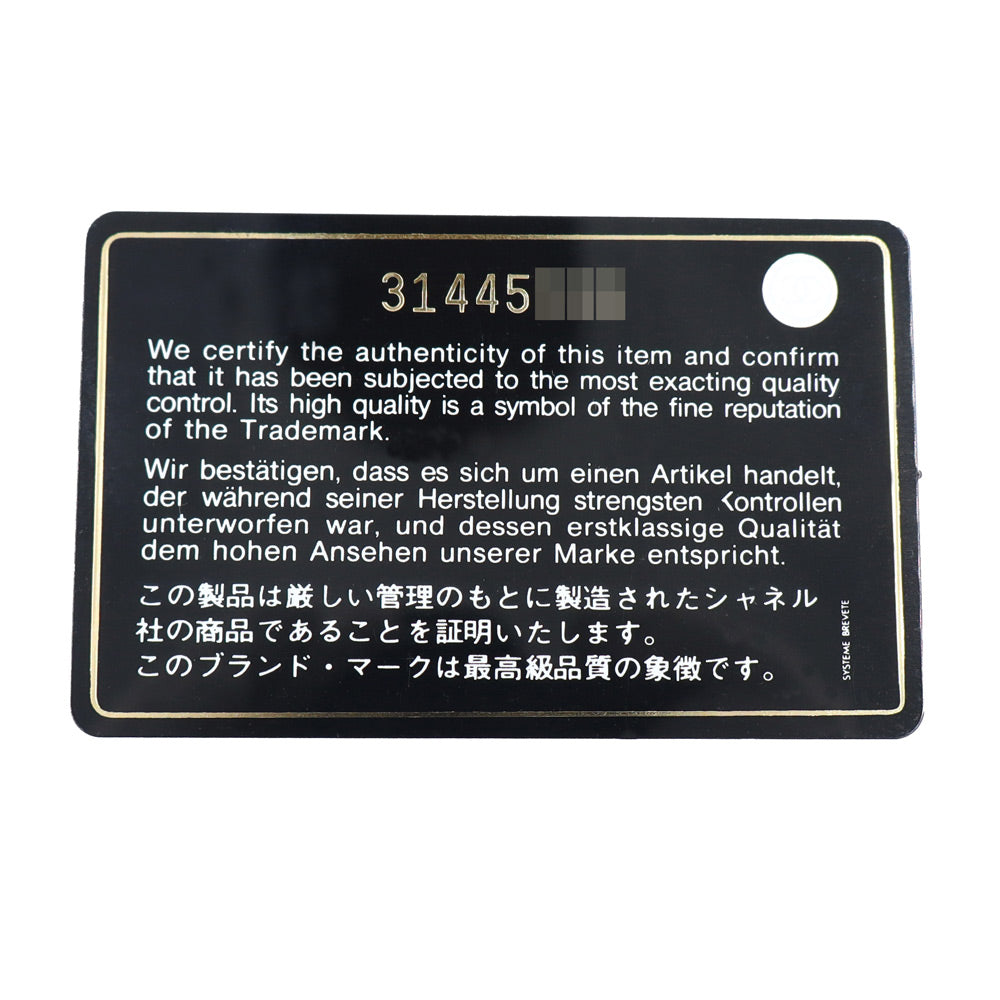 31445
We certify the authenticity of this item and confirm
that it has been subjected to the most exacting quality
control. Its high quality is a symbol of the fine reputation
of the Trademark.
Wir bestätigen, dass es sich um einen Artikel handelt,
der während seiner Herstellung strengsten Kontrollen
unterworfen war, und dessen erstklassige Qualität
dem hohen Ansehen unserer Marke entspricht.
この製品は厳しい管理のもとに製造されたシャネル
社の商品であることを証明いたします。
このブランド・マークは最高級品質の象徴です。
SYSTEME BREVETE